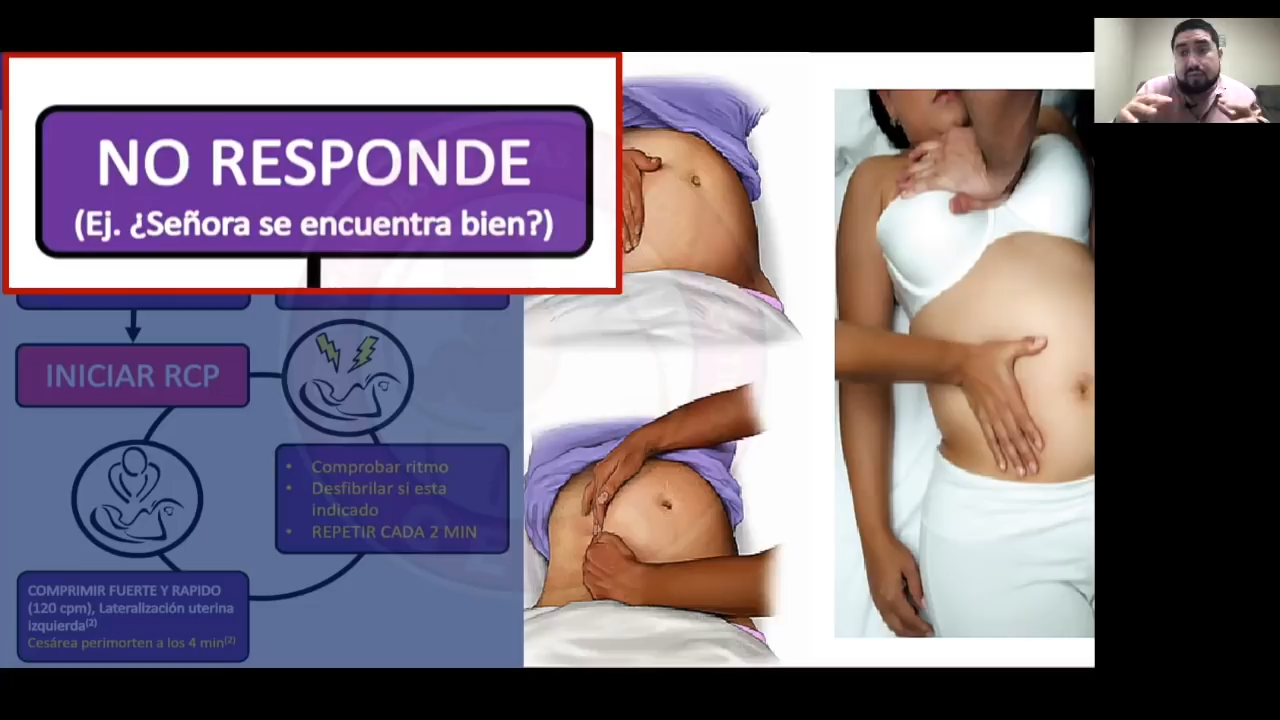 NO RESPONDE
(Ej. ¿Señora se encuentra bien?)
INICIAR RCP
• Comprobar ritmo
• Desfibrilar si esta
indicado
• REPETIR CADA 2 MIN
COMPRIMIR FUERTE Y RAPIDO
(120 cpm), Lateralización uterina
izquierda(2)
Cesárea perimorten a los 4 min(2)